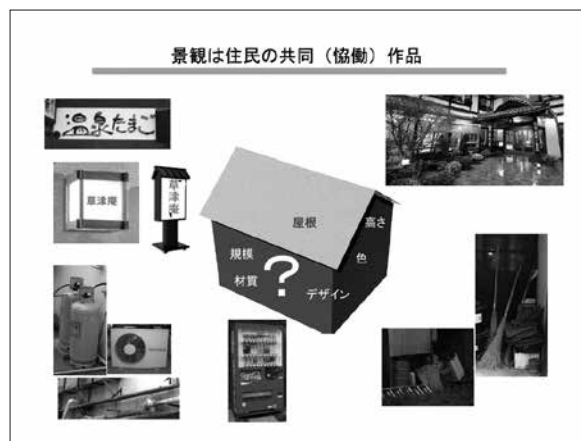 景観は住民の共同（協働）作品
温泉たまご
草津庵
草津庵
屋根
高さ
規模
色
材質
?
デザイン